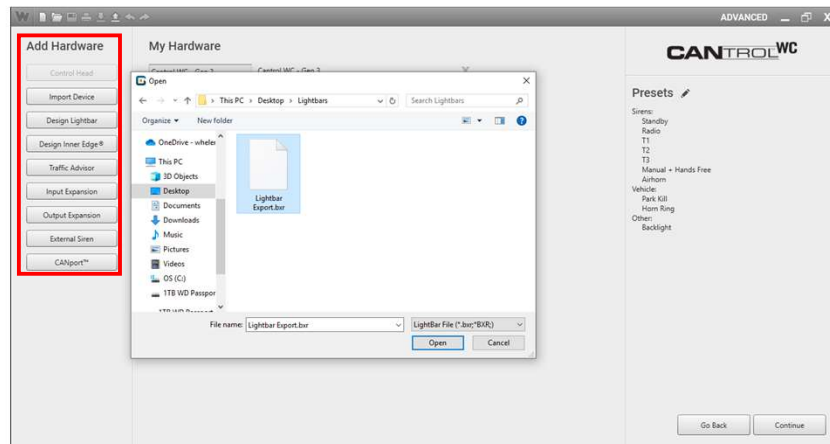 W
ADVANCED
Add Hardware
Control Head
Import Device
Design Lightbar
Design Inner Edge®
Traffic Advisor
Input Expansion
Output Expansion
External Siren
CANport™
My Hardware
Cantrol WC - Gen 3
Open
This PC > Desktop > Lightbars
Search Lightbars
Organize
New folder
OneDrive - wheler
This PC
3D Objects
Desktop
Documents
Downloads
Music
Pictures
Videos
OS (C:)
1TB WD Passpor
Lightbar
Export.bxr
File name:
Lightbar Export.bxr
LightBar File (*.bxr;*BXR;)
Open
Cancel
CANTROLWC
Presets
Sirens:
Standby
Radio
T1
T2
T3
Manual + Hands Free
Airhorn
Vehicle:
Park Kill
Horn Ring
Other:
Backlight
Go Back
Continue